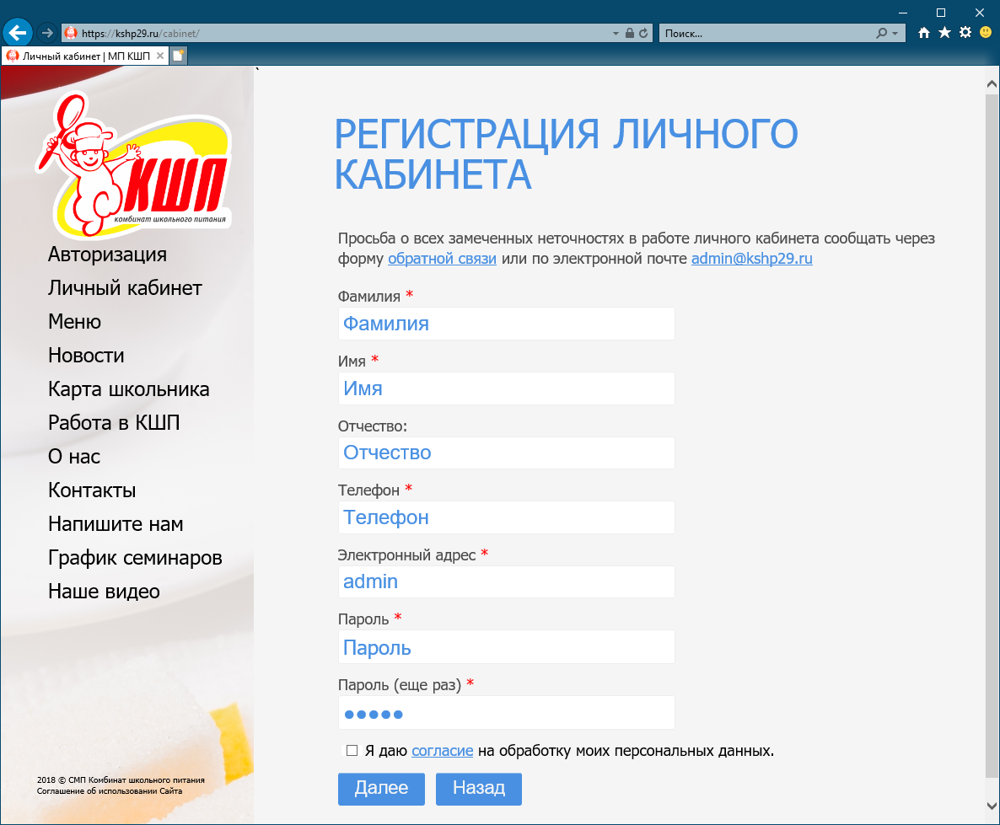 Поиск...
https://kshp29.ru/cabinet/
Личный кабинет | МП КШП
КШП
комбинат школьного питания
Авторизация
Личный кабинет
Меню
Новости
Карта школьника
Работа в КШП
О нас
Контакты
Напишите нам
График семинаров
Наше видео
2018 © СМП Комбинат школьного питания
Соглашение об использовании Сайта
`
РЕГИСТРАЦИЯ ЛИЧНОГО
КАБИНЕТА
Просьба о всех замеченных неточностях в работе личного кабинета сообщать через
форму обратной связи или по электронной почте admin@kshp29.ru
Фамилия *
Фамилия
Имя *
Имя
Отчество:
Отчество
Телефон *
Телефон
Электронный адрес *
admin
Пароль *
Пароль
Пароль (еще раз) *
●●●●●
Я даю согласие на обработку моих персональных данных.
Далее Назад